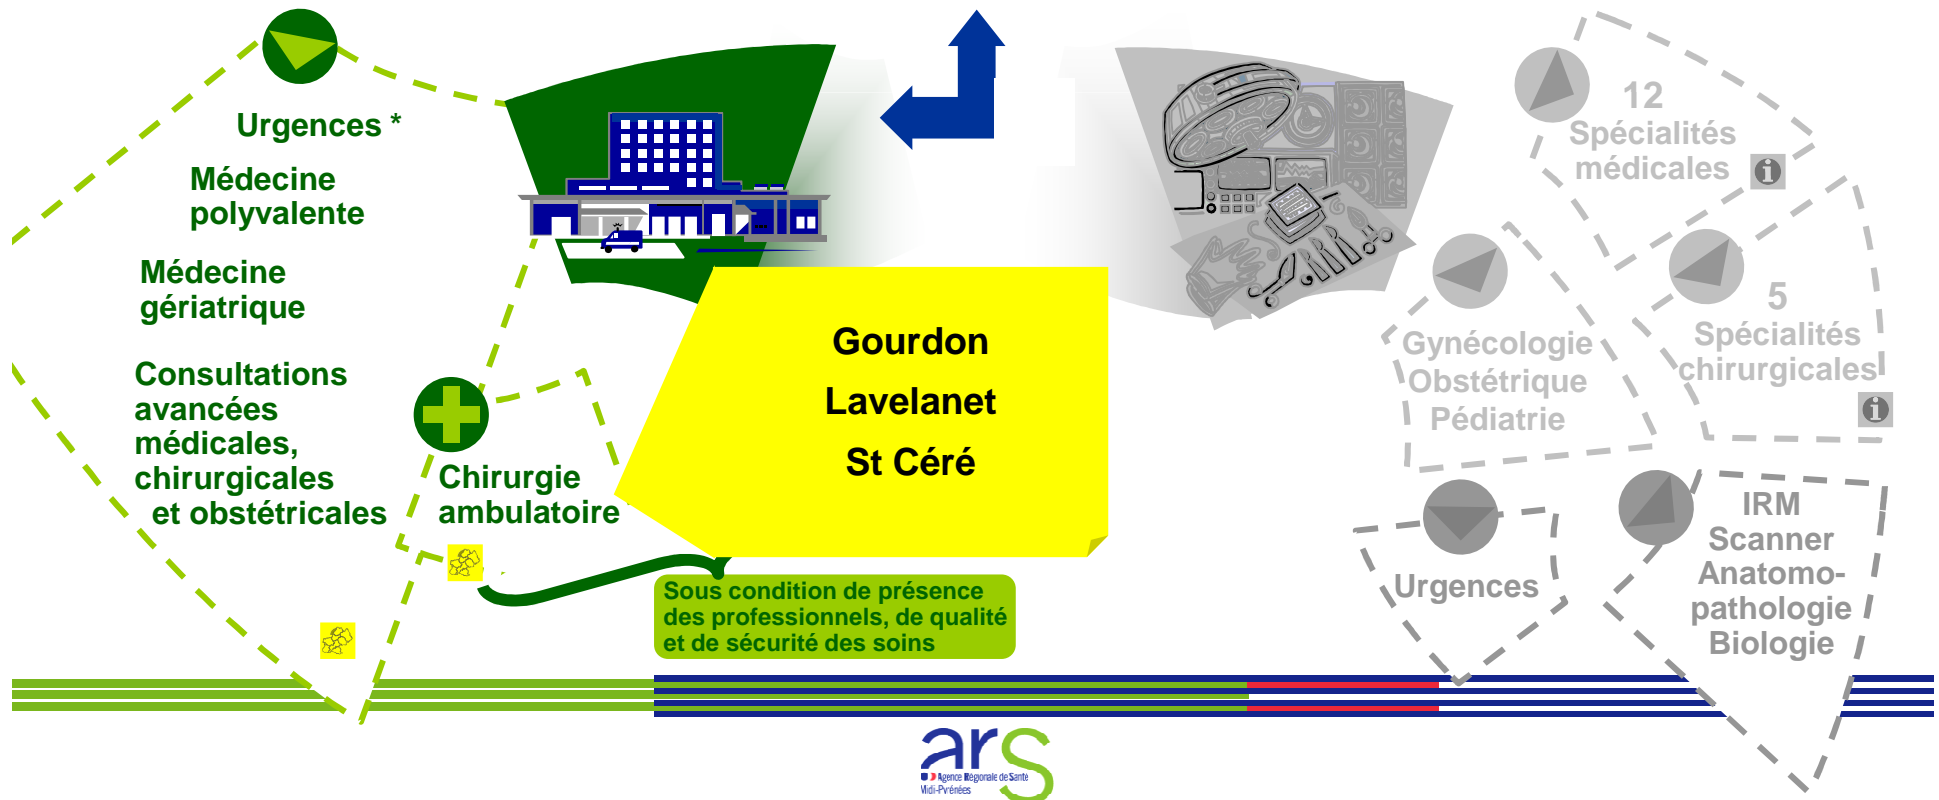 Urgences *
Médecine
polyvalente
Médecine
gériatrique
Consultations
avancées
médicales,
chirurgicales
et obstétricales
Chirurgie
ambulatoire
Gourdon
Lavelanet
St Céré
Sous condition de présence
des professionnels, de qualité
et de sécurité des soins
12
Spécialités
médicales
i
5
Spécialités
chirurgicales
i
Gynécologie
Obstétrique
Pédiatrie
Urgences
IRM
Scanner
Anatomo-
pathologie
Biologie
ars
Agence Régionale de Santé
Midi-Pyrénées